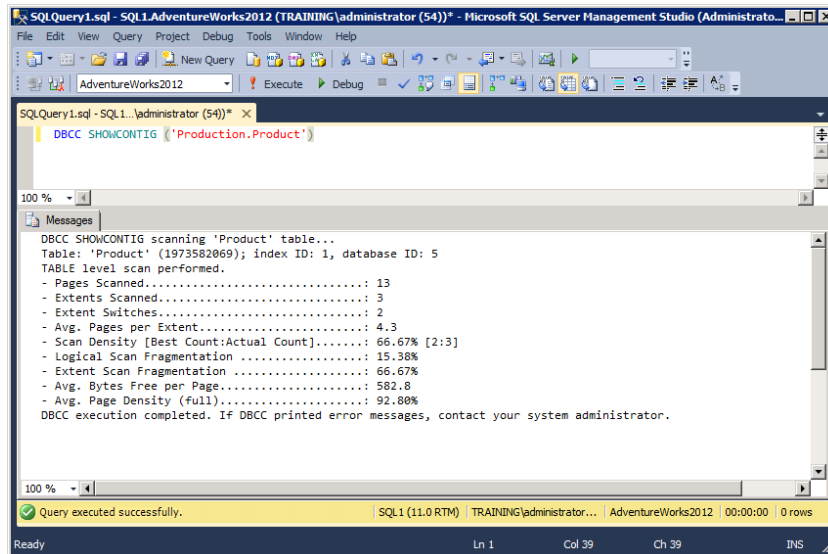 SQLQuery1.sql - SQL1.AdventureWorks2012 (TRAINING\administrator (54))* - Microsoft SQL Server Management Studio (Administrato...
File Edit View Query Project Debug Tools Window Help
New Query
AdventureWorks2012 Execute Debug
SQLQuery1.sql - SQL1...\administrator (54))*
DBCC SHOWCONTIG ('Production.Product')
100 %
Messages
DBCC SHOWCONTIG scanning 'Product' table...
Table: 'Product' (1973582069); index ID: 1, database ID: 5
TABLE level scan performed.
- Pages Scanned................................: 13
- Extents Scanned..............................: 3
- Extent Switches..............................: 2
- Avg. Pages per Extent........................: 4.3
- Scan Density [Best Count:Actual Count].......: 66.67% [2:3]
- Logical Scan Fragmentation ..................: 15.38%
- Extent Scan Fragmentation ...................: 66.67%
- Avg. Bytes Free per Page.....................: 582.8
- Avg. Page Density (full).....................: 92.80%
DBCC execution completed. If DBCC printed error messages, contact your system administrator.
100 %
Query executed successfully. SQL1 (11.0 RTM) TRAINING\administrator... AdventureWorks2012 00:00:00 0 rows
Ready Ln 1 Col 39 Ch 39 INS